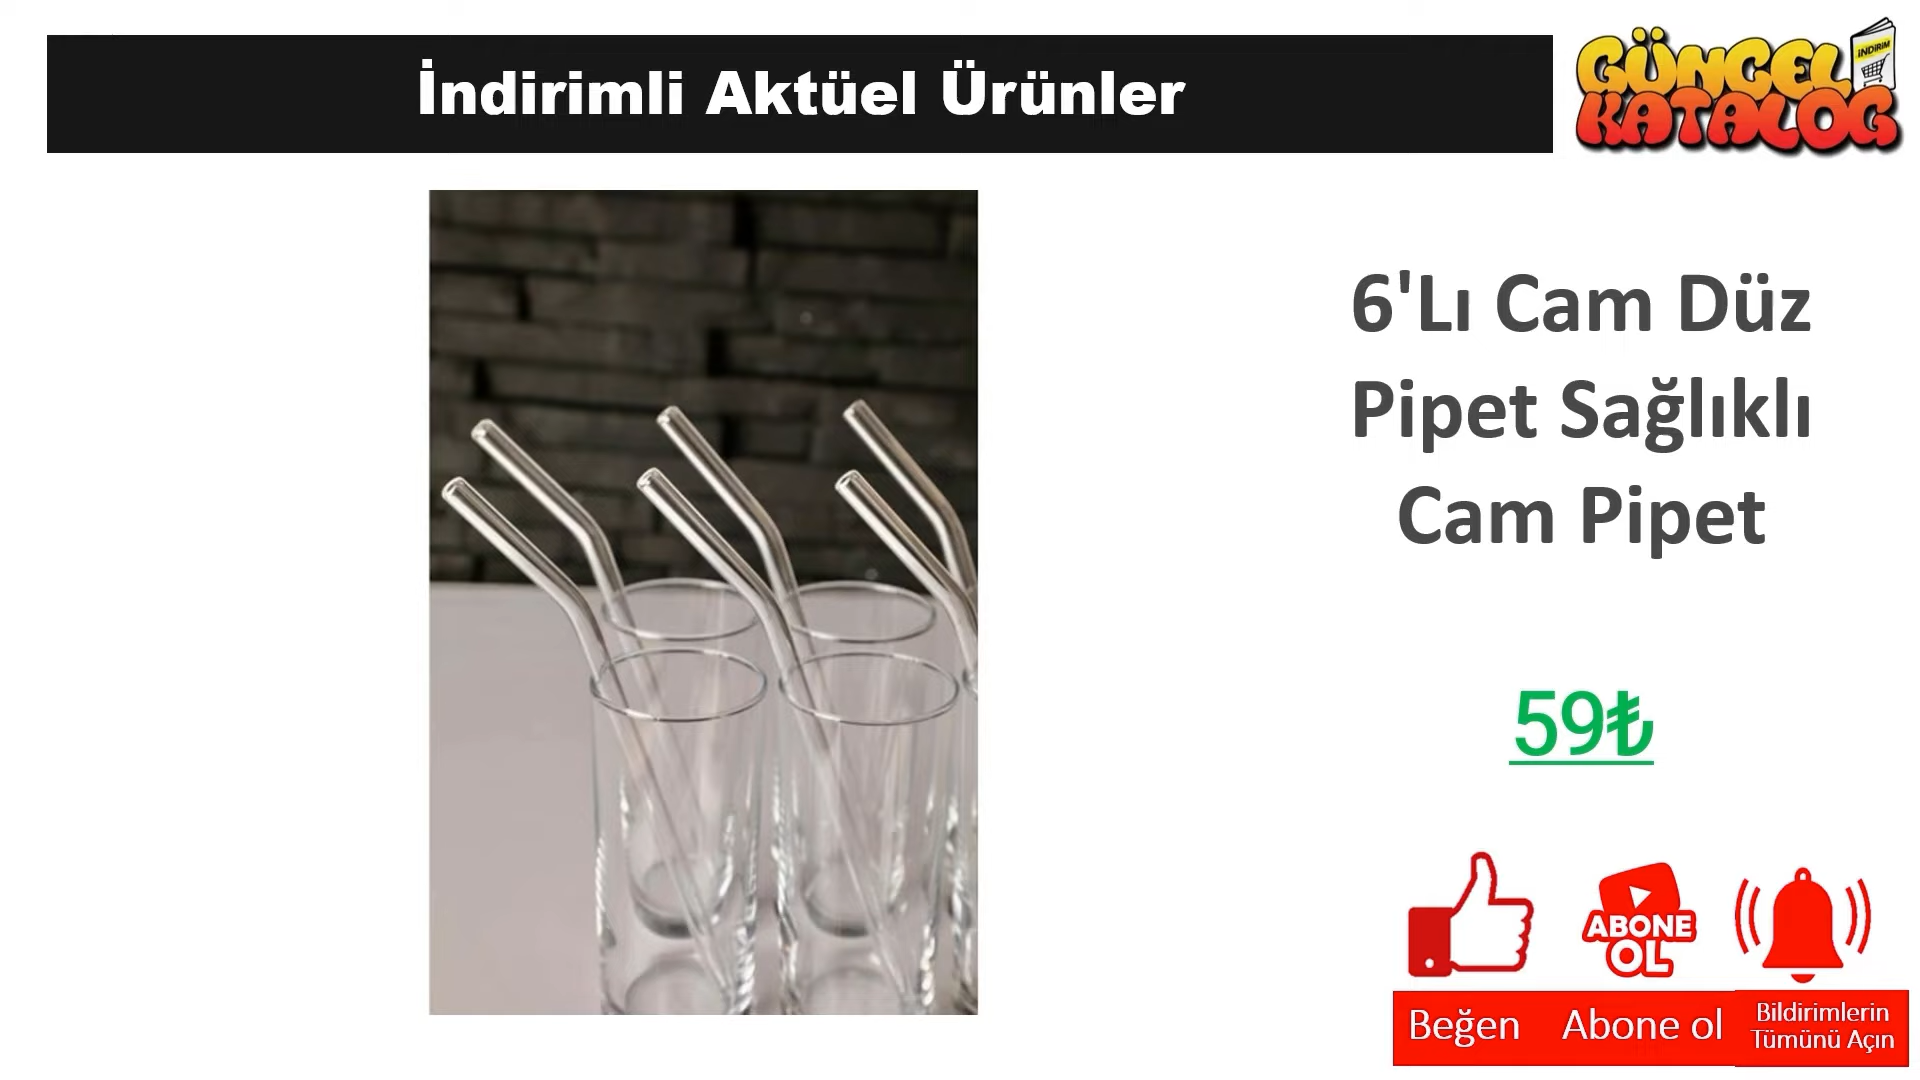 İndirimli Aktüel Ürünler
GÜNCEL
İNDİRİM
KATALOG
6'Lı Cam Düz
Pipet Sağlıklı
Cam Pipet
59₺
ABONE
OL
Beğen
Abone ol
Bildirimlerin
Tümünü Açın